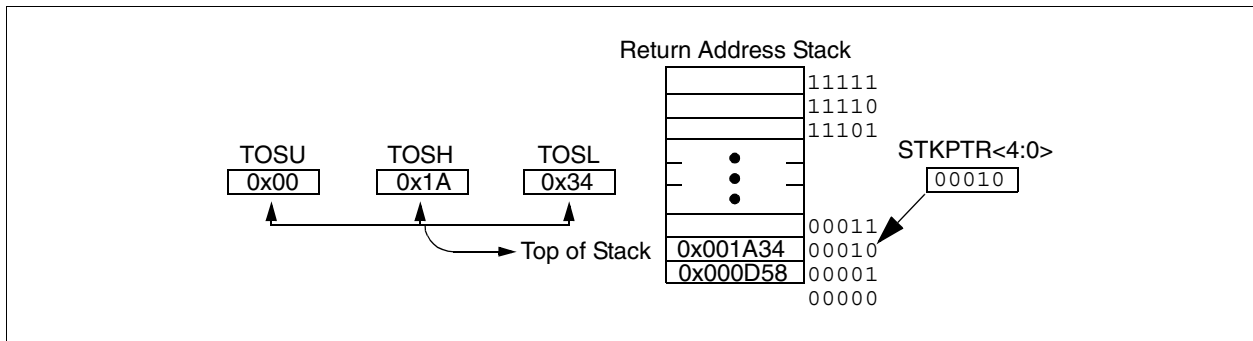 Return Address Stack
11111
11110
11101
TOSU TOSH TOSL
0x00 0x1A 0x34
STKPTR<4:0>
00010
00011
Top of Stack 0x001A34 00010
0x000D58 00001
00000